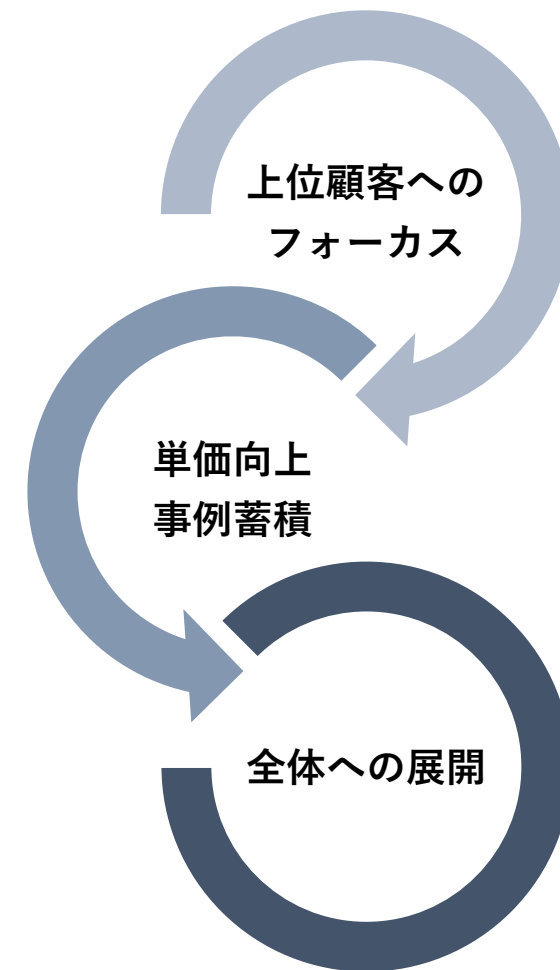 上位顧客への
フォーカス
単価向上
事例蓄積
全体への展開